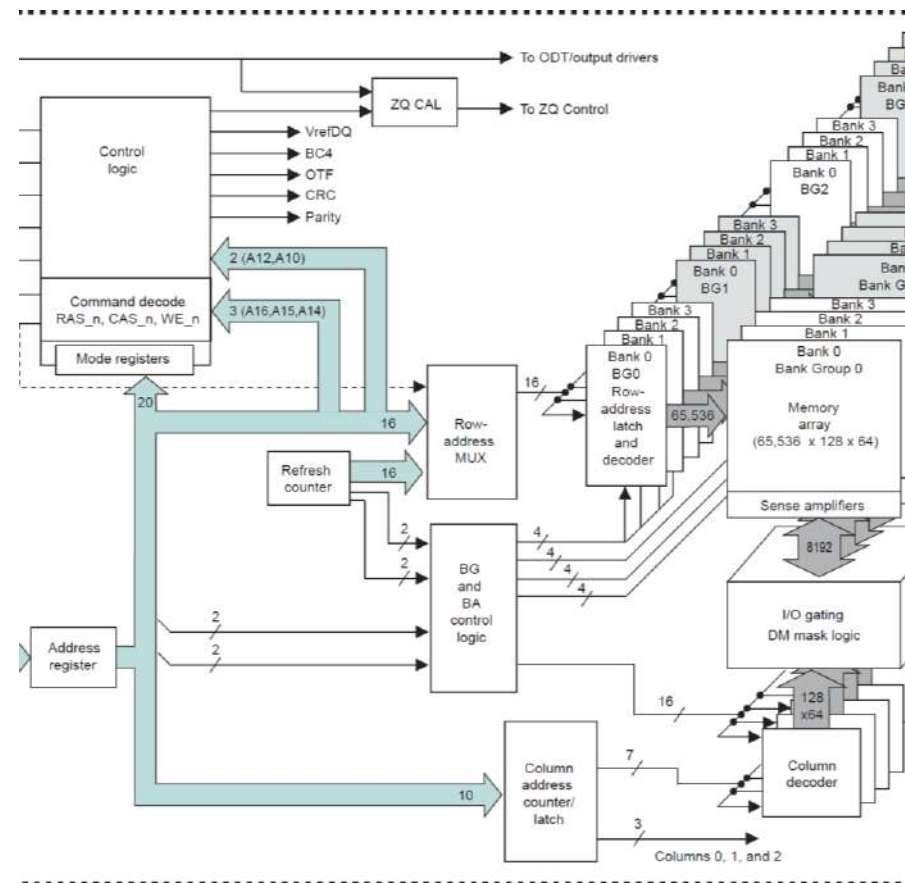 To ODT/output drivers
ZQ CAL
To ZQ Control
Control
logic
VrefDQ
BC4
OTF
CRC
Parity
2 (A12,A10)
Command decode
RAS_n, CAS_n, WE_n
3 (A16,A15,A14)
Mode registers
20
16
Row-
address
MUX
16
Refresh
counter
16
2
2
BG
and
BA
control
logic
2
2
4
4
4
4
16
Address
register
10
Column
address
counter/
latch
7
3
Columns 0, 1, and 2
Bank 3
Bank 2
Bank 1
Bank 0
BG2
Bank 3
Bank 2
Bank 1
Bank 0
BG1
Bank 3
Bank 2
Bank 1
Bank 0
BG0
Row-
address
latch
and
decoder
65,536
Bank 3
Bank 2
Bank 1
Bank 0
Bank Group 0
Memory
array
(65,536 x 128 x 64)
Sense amplifiers
8192
I/O gating
DM mask logic
128
x64
Column
decoder